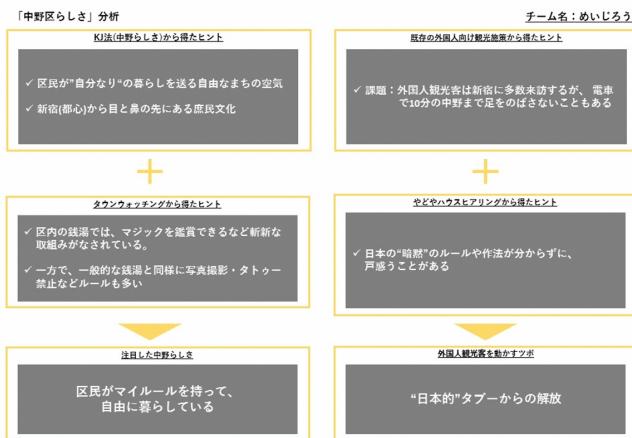 「中野区らしさ」分析
チーム名：めいじろう
KJ法(中野らしさ)から得たヒント
✓ 区民が”自分なり“の暮らしを送る自由なまちの空気
✓ 新宿(都心)から目と鼻の先にある庶民文化
既存の外国人向け観光施策から得たヒント
✓ 課題：外国人観光客は新宿に多数来訪するが、 電車
で10分の中野まで足をのばさないこともある
＋
＋
タウンウォッチングから得たヒント
✓ 区内の銭湯では、マジックを鑑賞できるなど斬新な
取組みがなされている。
✓ 一方で、一般的な銭湯と同様に写真撮影・タトゥー
禁止などルールも多い
やどやハウスヒアリングから得たヒント
✓ 日本の“暗黙”のルールや作法が分からずに、
戸惑うことがある
注目した中野らしさ
区民がマイルールを持って、
自由に暮らしている
外国人観光客を動かすツボ
“日本的”タブーからの解放